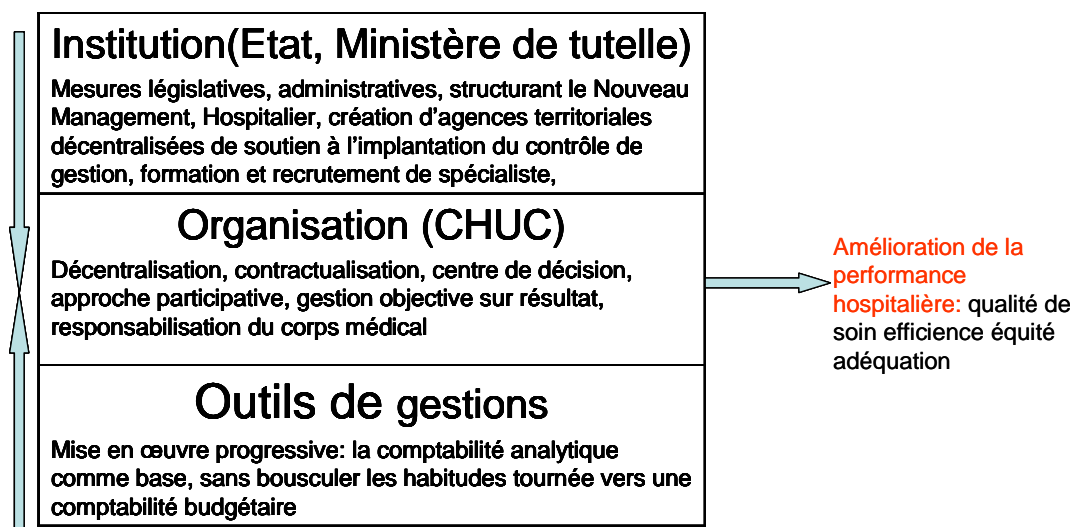 Institution(Etat, Ministère de tutelle)
Mesures législatives, administratives, structurant le Nouveau
Management, Hospitalier, création d'agences territoriales
décentralisées de soutien à l'implantation du contrôle de
gestion, formation et recrutement de spécialiste,
Organisation (CHUC)
Décentralisation, contractualisation, centre de décision,
approche participative, gestion objective sur résultat,
responsabilisation du corps médical
Outils de gestions
Mise en œuvre progressive: la comptabilité analytique
comme base, sans bousculer les habitudes tournée vers une
comptabilité budgétaire
Amélioration de la
performance
hospitalière: qualité de
soin efficience équité
adéquation